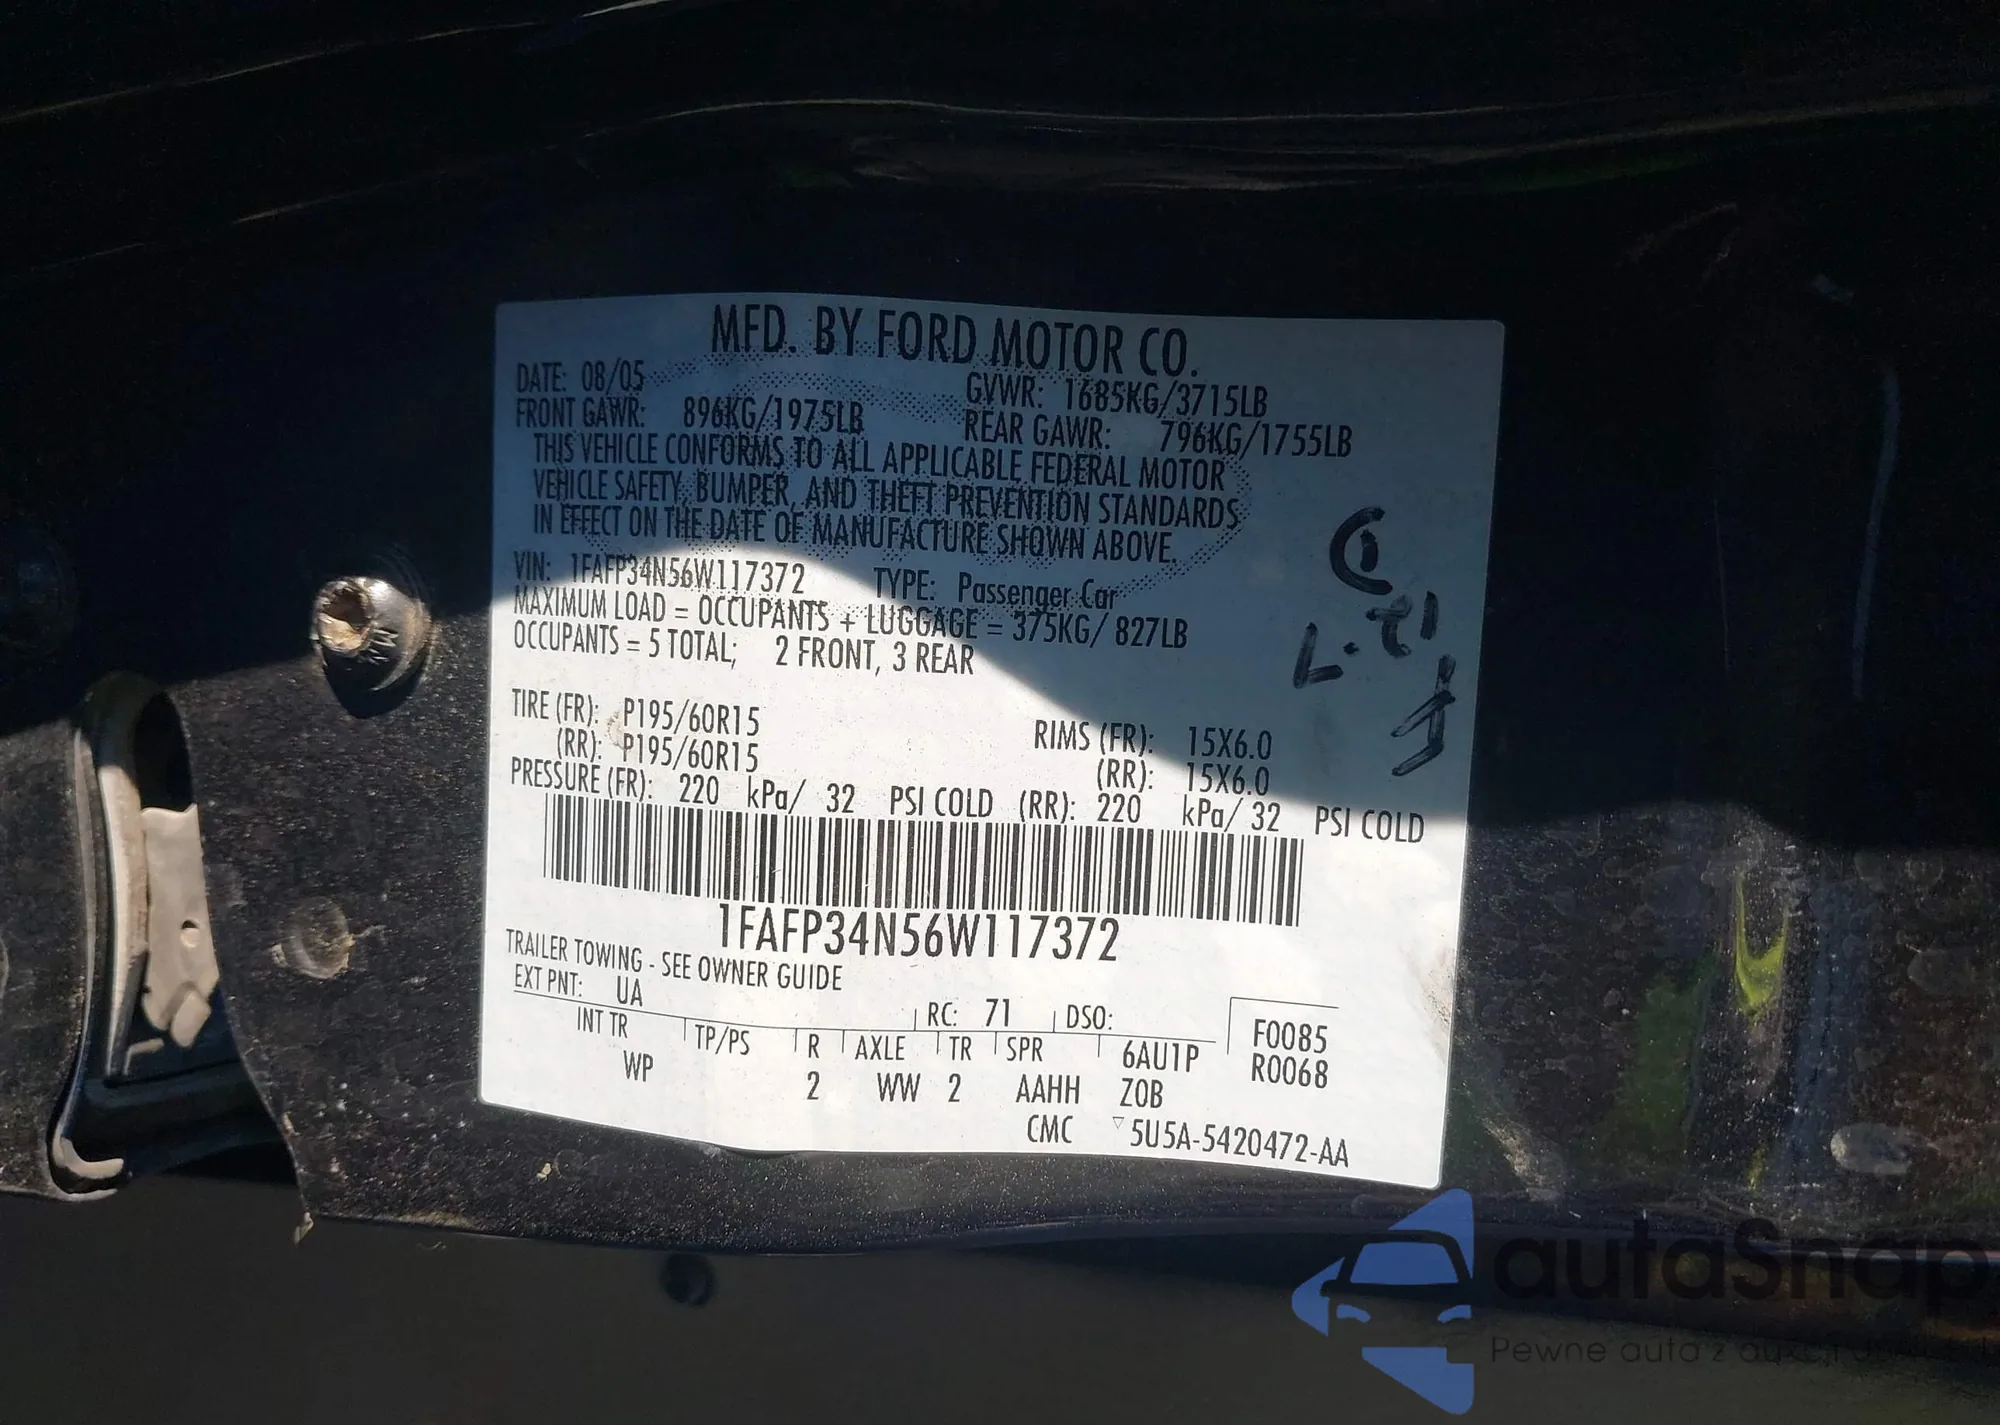 MFD. BY FORD MOTOR CO.
DATE: 08/05 GVWR: 1685KG/3715LB
FRONT GAWR: 896KG/1975LB REAR GAWR: 796KG/1755LB
THIS VEHICLE CONFORMS TO ALL APPLICABLE FEDERAL MOTOR
VEHICLE SAFETY, BUMPER, AND THEFT PREVENTION STANDARDS
IN EFFECT ON THE DATE OF MANUFACTURE SHOWN ABOVE.
VIN: 1FAFP34N56W117372 TYPE: Passenger Car
MAXIMUM LOAD = OCCUPANTS + LUGGAGE = 375KG/ 827LB
OCCUPANTS = 5 TOTAL; 2 FRONT, 3 REAR
TIRE (FR): P195/60R15 RIMS (FR): 15X6.0
(RR): P195/60R15 (RR): 15X6.0
PRESSURE (FR): 220 kPa/ 32 PSI COLD (RR): 220 kPa/ 32 PSI COLD
1FAFP34N56W117372
TRAILER TOWING - SEE OWNER GUIDE
EXT PNT: UA RC: 71 DSO: F0085
INT TR TP/PS R AXLE TR SPR 6AU1P R0068
WP 2 WW 2 AAHH Z0B
CMC ▽5U5A-5420472-AA
autaSnap
Pewne auta z